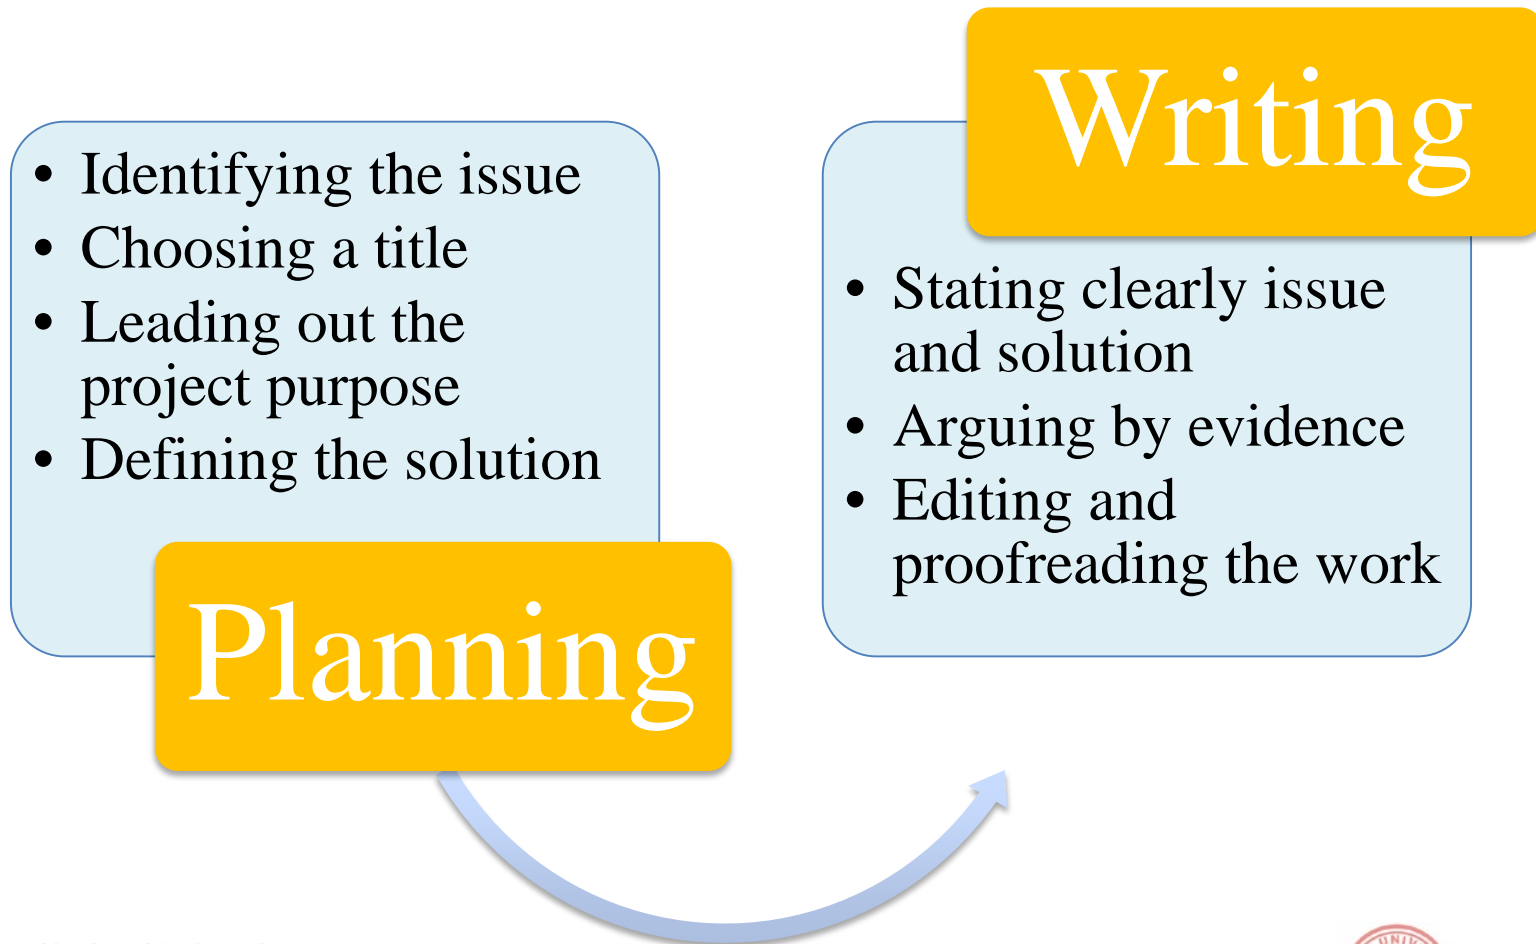 • Identifying the issue
• Choosing a title
• Leading out the
project purpose
• Defining the solution
Planning
Writing
• Stating clearly issue
and solution
• Arguing by evidence
• Editing and
proofreading the work